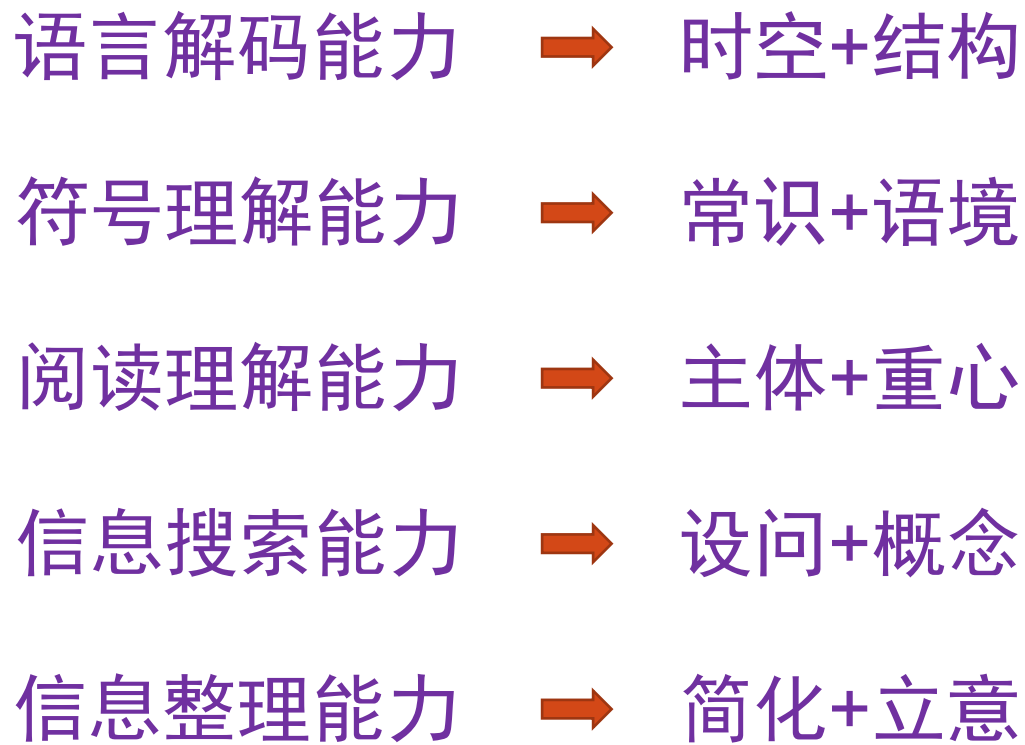 语言解码能力 ➡ 时空+结构
符号理解能力 ➡ 常识+语境
阅读理解能力 ➡ 主体+重心
信息搜索能力 ➡ 设问+概念
信息整理能力 ➡ 简化+立意